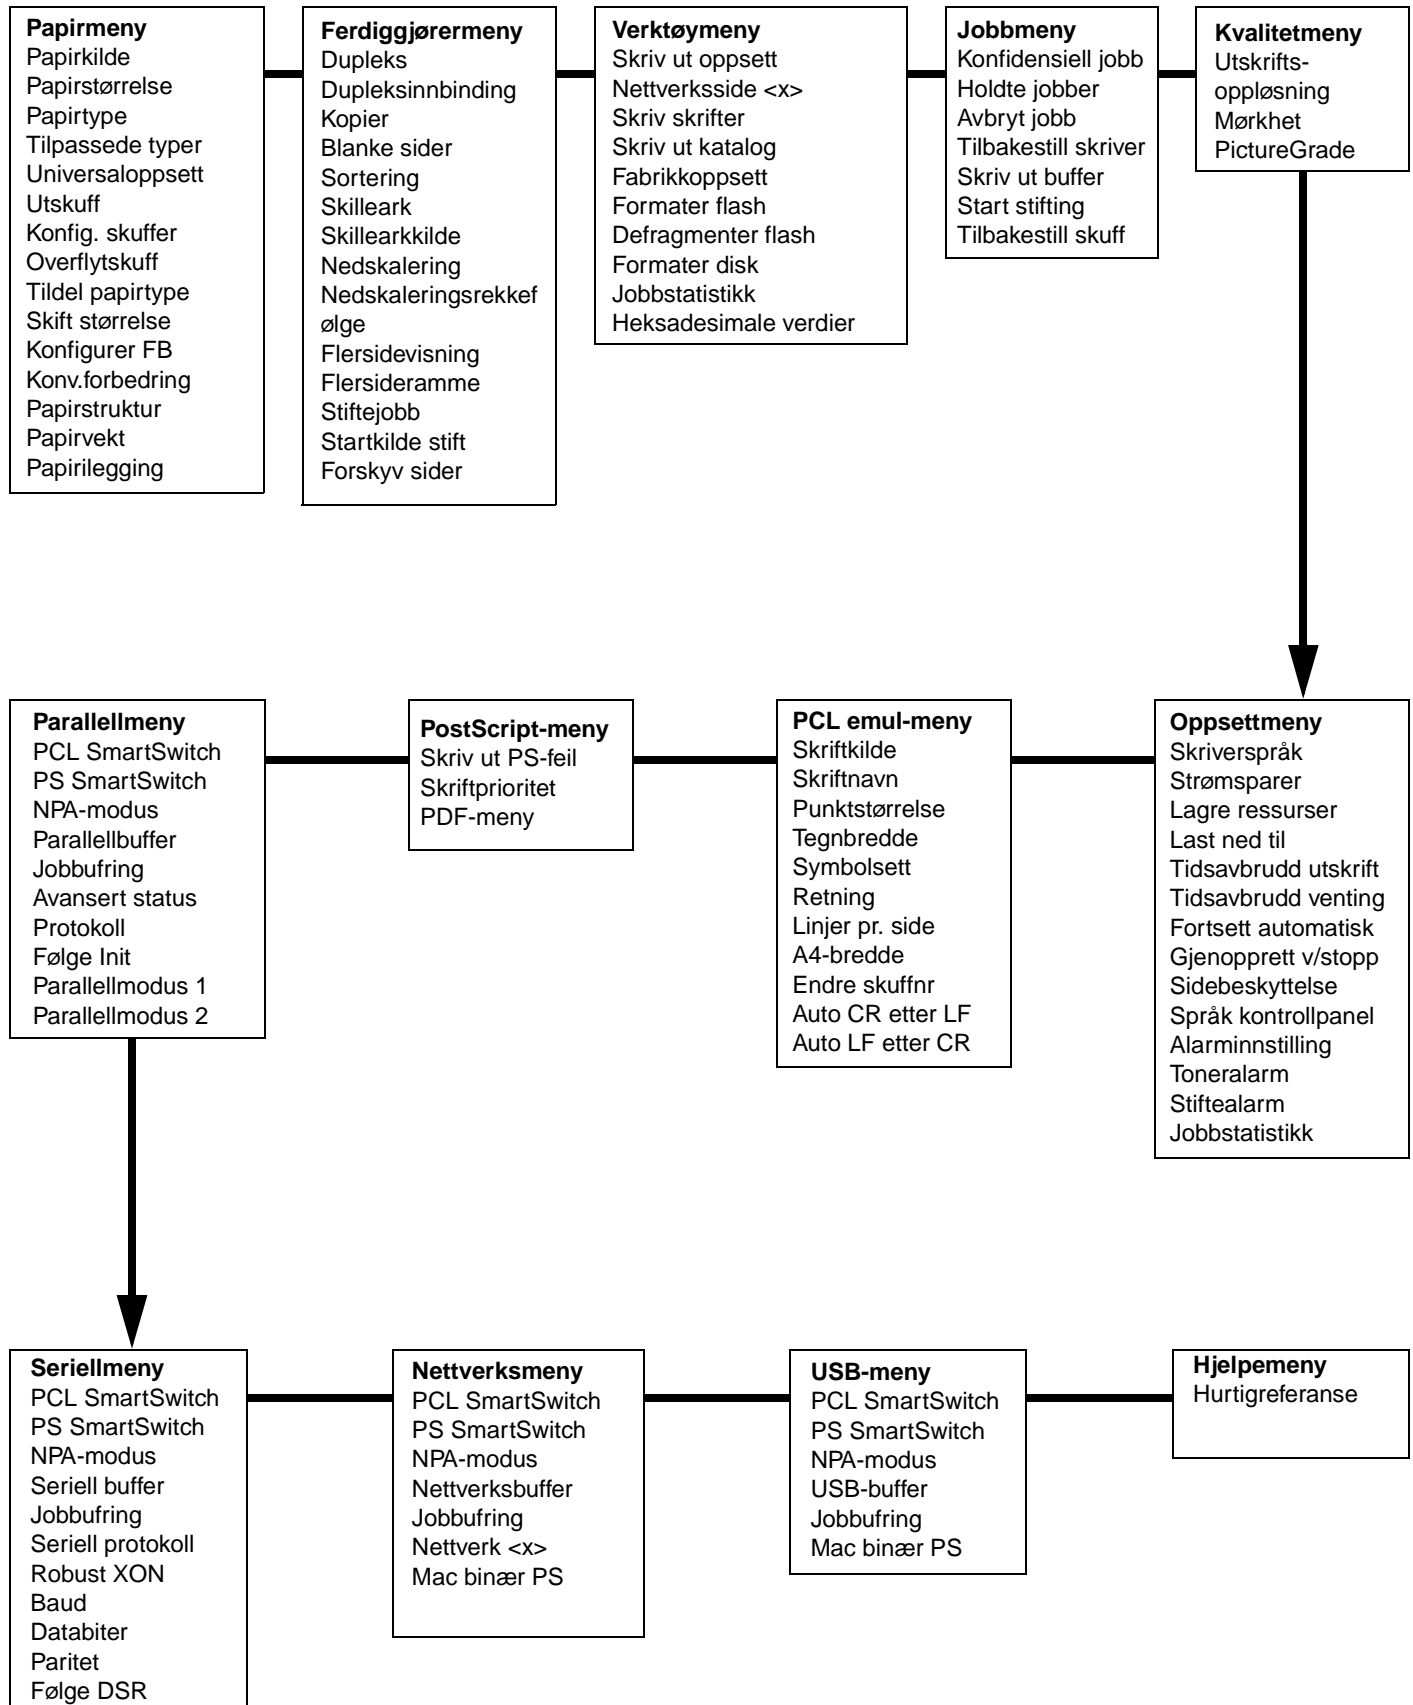 Papirmeny
Papirkilde
Papirstørrelse
Papirtype
Tilpassede typer
Universaloppsett
Utskuff
Konfig. skuffer
Overflytskuff
Tildel papirtype
Skift størrelse
Konfigurer FB
Konv.forbedring
Papirstruktur
Papirvekt
Papirilegging
Ferdiggjørermeny
Dupleks
Dupleksinnbinding
Kopier
Blanke sider
Sortering
Skilleark
Skillearkkilde
Nedskalering
Nedskaleringsrekkef
ølge
Flersidevisning
Flersideramme
Stiftejobb
Startkilde stift
Forskyv sider
Verktøymeny
Skriv ut oppsett
Nettverksside <x>
Skriv skrifter
Skriv ut katalog
Fabrikkoppsett
Formater flash
Defragmenter flash
Formater disk
Jobbstatistikk
Heksadesimale verdier
Jobbmeny
Konfidensiell jobb
Holdte jobber
Avbryt jobb
Tilbakestill skriver
Skriv ut buffer
Start stifting
Tilbakestill skuff
Kvalitetmeny
Utskrifts-
oppløsning
Mørkhet
PictureGrade
Parallellmeny
PCL SmartSwitch
PS SmartSwitch
NPA-modus
Parallellbuffer
Jobbufring
Avansert status
Protokoll
Følge Init
Parallellmodus 1
Parallellmodus 2
PostScript-meny
Skriv ut PS-feil
Skriftprioritet
PDF-meny
PCL emul-meny
Skriftkilde
Skriftnavn
Punktstørrelse
Tegnbredde
Symbolsett
Retning
Linjer pr. side
A4-bredde
Endre skuffnr
Auto CR etter LF
Auto LF etter CR
Oppsettmeny
Skriverspråk
Strømsparer
Lagre ressurser
Last ned til
Tidsavbrudd utskrift
Tidsavbrudd venting
Fortsett automatisk
Gjenopprett v/stopp
Sidebeskyttelse
Språk kontrollpanel
Alarminnstilling
Toneralarm
Stiftealarm
Jobbstatistikk
Seriellmeny
PCL SmartSwitch
PS SmartSwitch
NPA-modus
Seriell buffer
Jobbufring
Seriell protokoll
Robust XON
Baud
Databiter
Paritet
Følge DSR
Nettverksmeny
PCL SmartSwitch
PS SmartSwitch
NPA-modus
Nettverksbuffer
Jobbufring
Nettverk <x>
Mac binær PS
USB-meny
PCL SmartSwitch
PS SmartSwitch
NPA-modus
USB-buffer
Jobbufring
Mac binær PS
Hjelpemeny
Hurtigreferanse